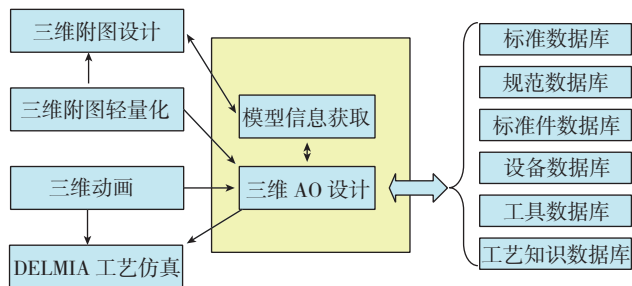 三维附图设计
三维附图轻量化
三维动画
DELMIA 工艺仿真
模型信息获取
三维 AO 设计
标准数据库
规范数据库
标准件数据库
设备数据库
工具数据库
工艺知识数据库